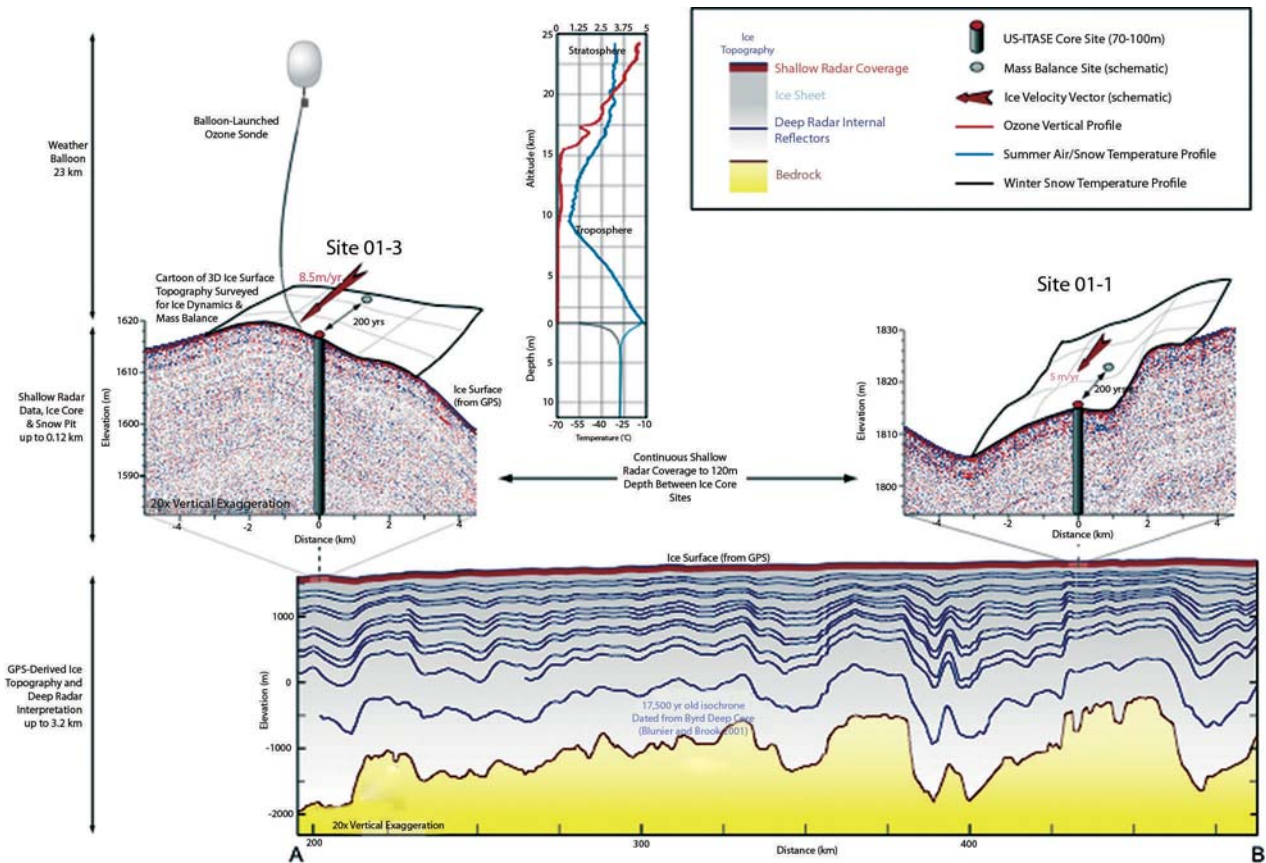 Weather
Balloon
23 km
Shallow Radar
Data, Ice Core
& Snow Pit
up to 0.12 km
GPS-Derived Ice
Topography and
Deep Radar
Interpretation
up to 3.2 km
Balloon-Launched
Ozone Sonde
Site 01-3
8.5m/yr
Cartoon of 3D Ice Surface
Topography Surveyed
for Ice Dynamics &
Mass Balance
200 yrs
Ice Surface
(from GPS)
1620
1610
1600
1590
Elevation (m)
20x Vertical Exaggeration
-4 -2 0 2 4
Distance (km)
0 1.25 2.5 3.75 5
25
20
15
10
5
0
5
10
Altitude (km)
Depth (m)
Stratosphere
Troposphere
-70 -55 -40 -25 -10
Temperature (°C)
Continuous Shallow
Radar Coverage to 120m
Depth Between Ice Core
Sites
Ice
Topography
Shallow Radar Coverage
Ice Sheet
Deep Radar Internal
Reflectors
Bedrock
US-ITASE Core Site (70-100m)
Mass Balance Site (schematic)
Ice Velocity Vector (schematic)
Ozone Vertical Profile
Summer Air/Snow Temperature Profile
Winter Snow Temperature Profile
Site 01-1
5 m/yr
200 yrs
1830
1820
1810
1800
Elevation (m)
-4 -2 0 2 4
Distance (km)
Ice Surface (from GPS)
1000
0
-1000
-2000
Elevation (m)
17,500 yr old isochrone
Dated from Byrd Deep Core
(Blunier and Brook 2001)
20x Vertical Exaggeration
200 300 400
Distance (km)
A B